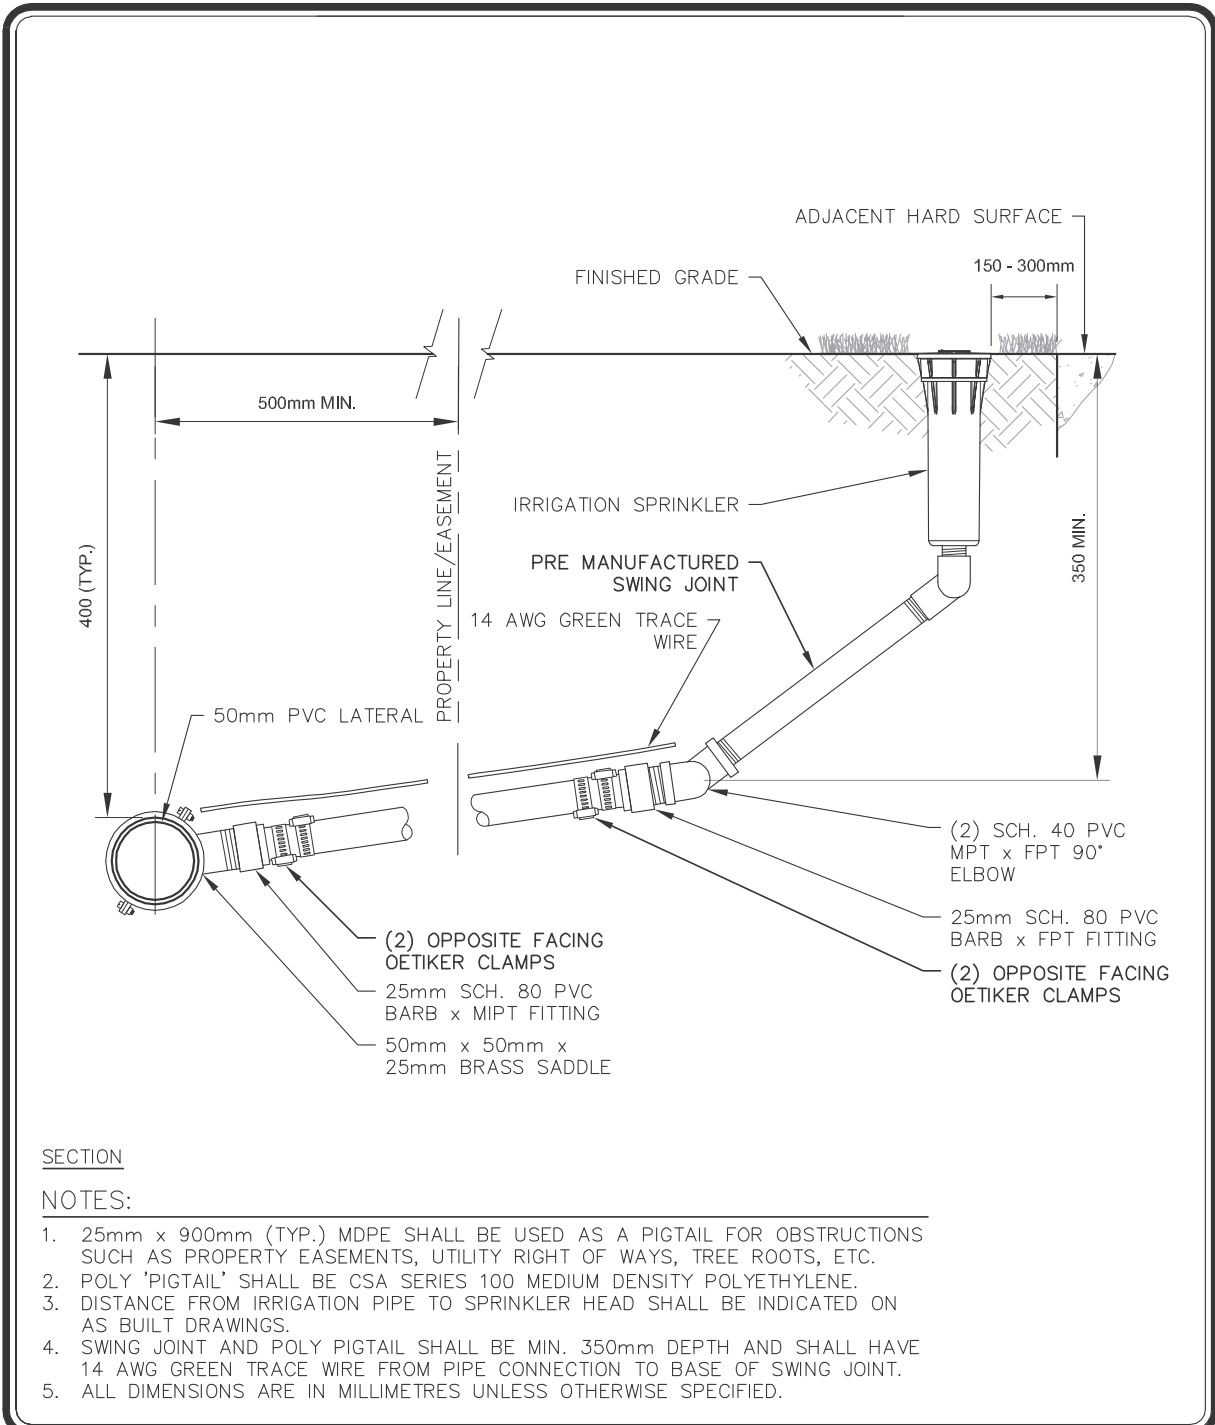 ADJACENT HARD SURFACE
150 - 300mm
FINISHED GRADE
500mm MIN.
400 (TYP.)
PROPERTY LINE/EASEMENT
IRRIGATION SPRINKLER
350 MIN.
PRE MANUFACTURED
SWING JOINT
14 AWG GREEN TRACE
WIRE
50mm PVC LATERAL
(2) SCH. 40 PVC
MPT x FPT 90°
ELBOW
25mm SCH. 80 PVC
BARB x FPT FITTING
(2) OPPOSITE FACING
OETIKER CLAMPS
(2) OPPOSITE FACING
OETIKER CLAMPS
25mm SCH. 80 PVC
BARB x MIPT FITTING
50mm x 50mm x
25mm BRASS SADDLE
SECTION
NOTES:
1. 25mm x 900mm (TYP.) MDPE SHALL BE USED AS A PIGTAIL FOR OBSTRUCTIONS
SUCH AS PROPERTY EASEMENTS, UTILITY RIGHT OF WAYS, TREE ROOTS, ETC.
2. POLY 'PIGTAIL' SHALL BE CSA SERIES 100 MEDIUM DENSITY POLYETHYLENE.
3. DISTANCE FROM IRRIGATION PIPE TO SPRINKLER HEAD SHALL BE INDICATED ON
AS BUILT DRAWINGS.
4. SWING JOINT AND POLY PIGTAIL SHALL BE MIN. 350mm DEPTH AND SHALL HAVE
14 AWG GREEN TRACE WIRE FROM PIPE CONNECTION TO BASE OF SWING JOINT.
5. ALL DIMENSIONS ARE IN MILLIMETRES UNLESS OTHERWISE SPECIFIED.